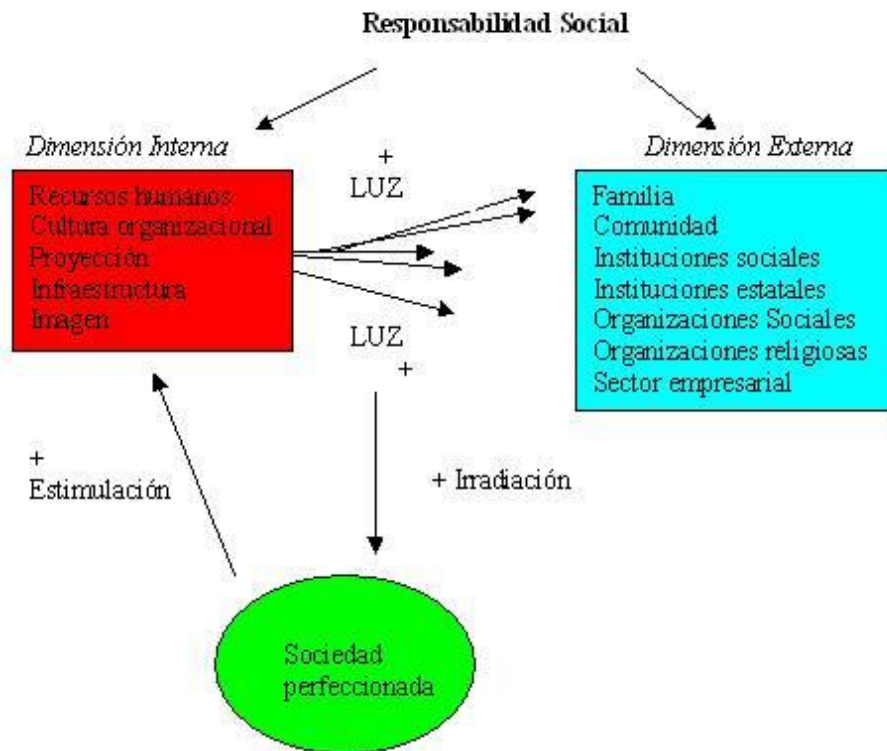 Responsabilidad Social
Dimensión Interna
Recursos humanos
Cultura organizacional
Proyección
Infraestructura
Imagen
+
LUZ
LUZ
+
Dimensión Externa
Familia
Comunidad
Instituciones sociales
Instituciones estatales
Organizaciones Sociales
Organizaciones religiosas
Sector empresarial
+
Estimulación
+ Irradiación
Sociedad
perfeccionada